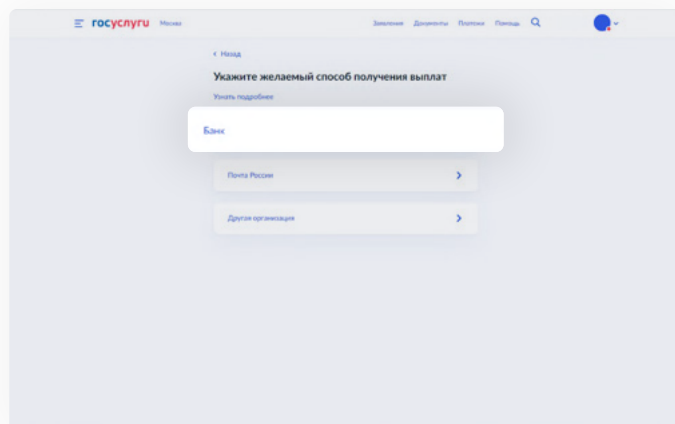 госуслуги Москва Заявления Документы Платежи Помощь
Назад
Укажите желаемый способ получения выплат
Узнать подробнее
Банк
Почта России
Другая организация